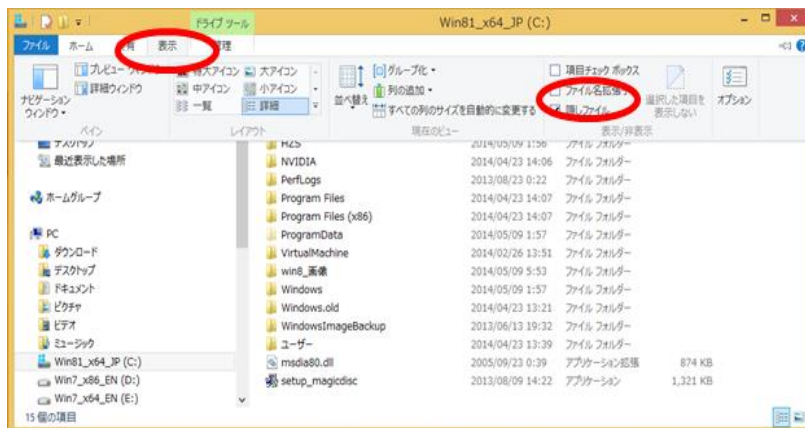 ドライブ ツール
Win81_x64_JP (C:)
ファイル ホーム 有 表示 管理
プレビュー ウィンドウ
詳細ウィンドウ
ナビゲーション
ウィンドウ
ペイン
特大アイコン 大アイコン
中アイコン 小アイコン
一覧 詳細
レイアウト
並べ替え
グループ化
列の追加
すべての列のサイズを自動的に変更する
現在のビュー
項目チェック ボックス
ファイル名拡張子
隠しファイル
選択した項目を
表示しない
表示/非表示
オプション
デスクトップ
最近表示した場所
ホームグループ
PC
ダウンロード
デスクトップ
ドキュメント
ピクチャ
ビデオ
ミュージック
Win81_x64_JP (C:)
Win7_x86_EN (D:)
Win7_x64_EN (E:)
HZS 2014/05/09 1:56 ファイル フォルダー
NVIDIA 2014/04/23 14:06 ファイル フォルダー
PerfLogs 2013/08/23 0:22 ファイル フォルダー
Program Files 2014/04/23 14:07 ファイル フォルダー
Program Files (x86) 2014/04/23 14:07 ファイル フォルダー
ProgramData 2014/05/09 1:57 ファイル フォルダー
VirtualMachine 2014/02/26 13:51 ファイル フォルダー
win8_画像 2014/05/09 5:53 ファイル フォルダー
Windows 2014/05/09 1:57 ファイル フォルダー
Windows.old 2014/04/23 13:21 ファイル フォルダー
WindowsImageBackup 2013/06/13 19:32 ファイル フォルダー
ユーザー 2014/04/23 13:39 ファイル フォルダー
msdia80.dll 2005/09/23 0:39 アプリケーション拡張 874 KB
setup_magicdisc 2013/08/09 14:22 アプリケーション 1,321 KB
15 個の項目